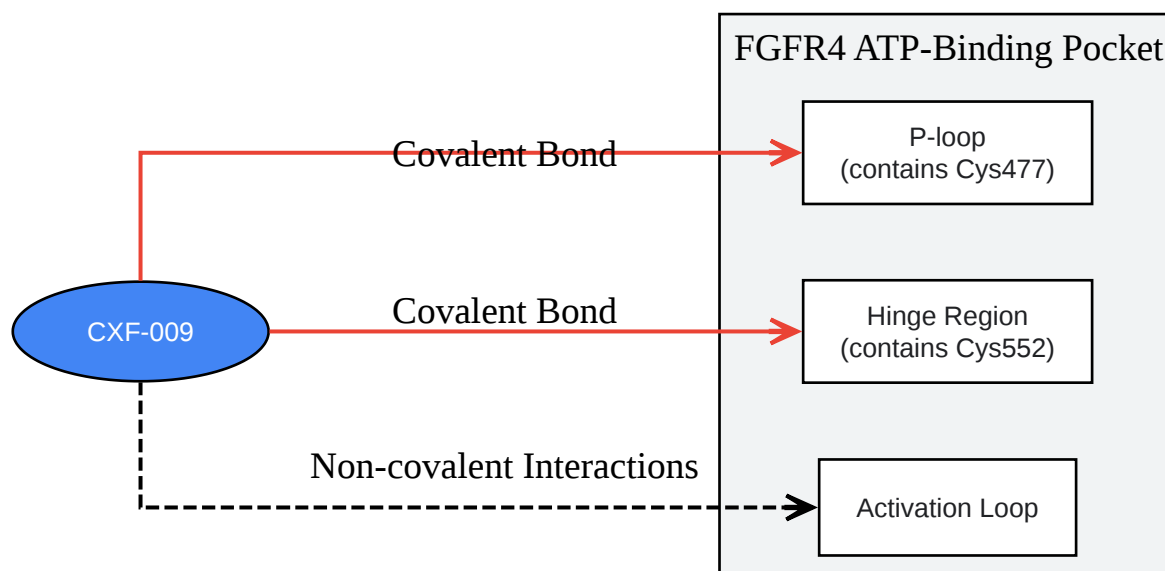 FGFR4 ATP-Binding Pocket
Covalent Bond
P-loop
(contains Cys477)
CXF-009
Covalent Bond
Hinge Region
(contains Cys552)
Non-covalent Interactions
Activation Loop